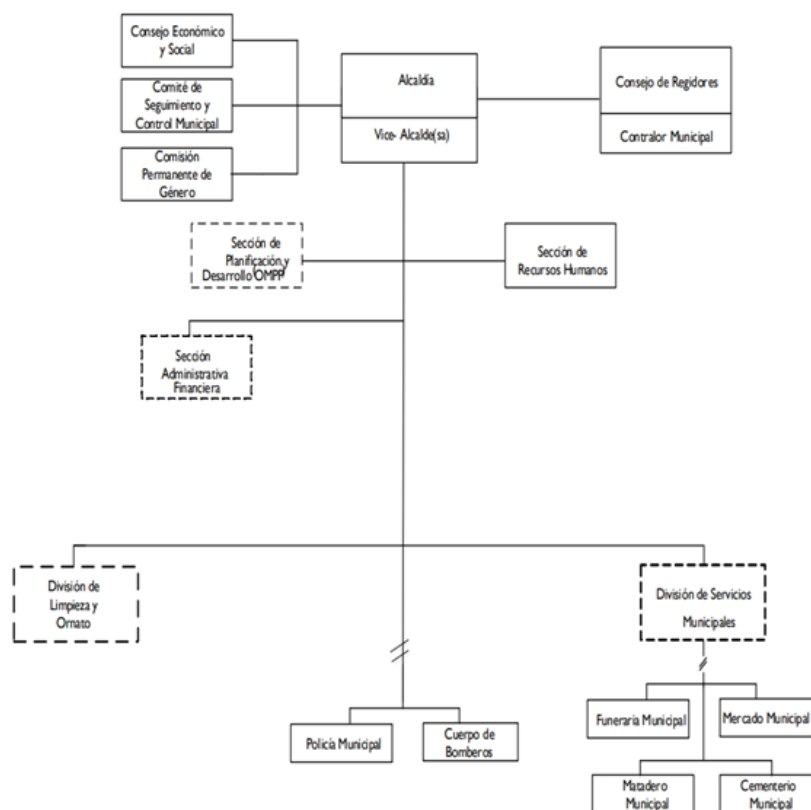 Consejo Económico
y Social
Comité de
Seguimiento y
Control Municipal
Comisión
Permanente de
Género
Alcaldía
Vice- Alcalde(sa)
Consejo de Regidores
Contralor Municipal
Sección de
Planificación y
Desarrollo OMPP
Sección de
Recursos Humanos
Sección
Administrativa
Financiera
División de
Limpieza y
Ornato
División de Servicios
Municipales
Policía Municipal
Cuerpo de
Bomberos
Funeraría Municipal
Mercado Municipal
Matadero
Municipal
Cementerio
Municipal